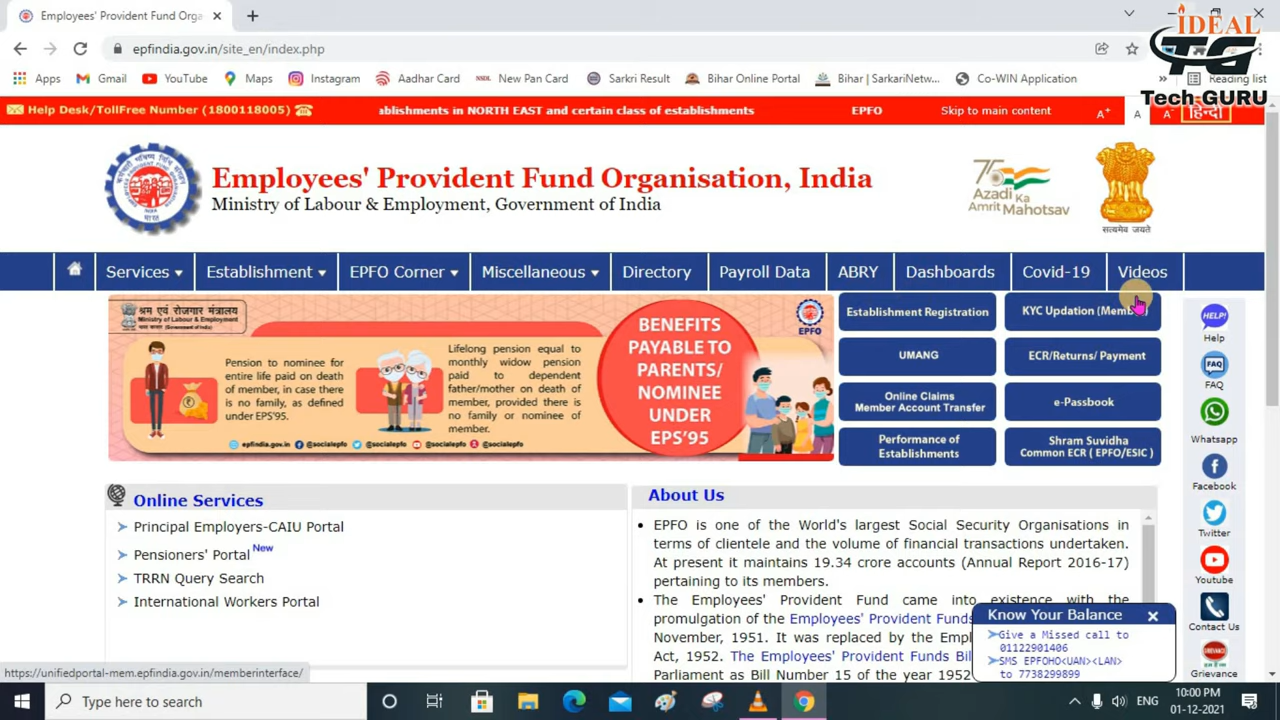 Employees' Provident Fund Orga
epfindia.gov.in/site_en/index.php
Apps Gmail YouTube Maps Instagram Aadhar Card New Pan Card Sarkri Result Bihar Online Portal Bihar | SarkariNetw... Co-WIN Application » Reading list
IDEAL
TG
Tech GURU
Help Desk/TollFree Number (1800118005) ablishments in NORTH EAST and certain class of establishments EPFO Skip to main content A+ A A- हिन्दी
Employees' Provident Fund Organisation, India
Ministry of Labour & Employment, Government of India
75
Azadi Ka
Amrit Mahotsav
सत्यमेव जयते
Services Establishment EPFO Corner Miscellaneous Directory Payroll Data ABRY Dashboards Covid-19 Videos
श्रम एवं रोजगार मंत्रालय
Ministry of Labour & Employment
EPFO
Pension to nominee for
entire life paid on death
of member, in case there
is no family, as defined
under EPS'95.
Lifelong pension equal to
monthly widow pension
paid to dependent
father/mother on death of
member, provided there is
no family or nominee of
member.
BENEFITS
PAYABLE TO
PARENTS/
NOMINEE
UNDER
EPS'95
epfindia.gov.in @socialepfo @socialepfo @socialepfo @socialepfo
Establishment Registration
KYC Updation (Memb
UMANG
ECR/Returns/ Payment
Online Claims
Member Account Transfer
e-Passbook
Performance of
Establishments
Shram Suvidha
Common ECR ( EPFO/ESIC )
HELP!
Help
FAQ
FAQ
Whatsapp
Facebook
Twitter
Youtube
Contact Us
GRIEVANCE
Grievance
Online Services
Principal Employers-CAIU Portal
Pensioners' Portal New
TRRN Query Search
International Workers Portal
About Us
EPFO is one of the World's largest Social Security Organisations in
terms of clientele and the volume of financial transactions undertaken.
At present it maintains 19.34 crore accounts (Annual Report 2016-17)
pertaining to its members.
The Employees' Provident Fund came into existence with the
promulgation of the Employees' Provident Funds
November, 1951. It was replaced by the Empl
Act, 1952. The Employees' Provident Funds Bil
Parliament as Bill Number 15 of the year 1952
Know Your Balance
Give a Missed call to
01122901406
SMS EPFOHO<UAN><LAN>
to 7738299899
https://unifiedportal-mem.epfindia.gov.in/memberinterface/
Type here to search
ENG
10:00 PM
01-12-2021